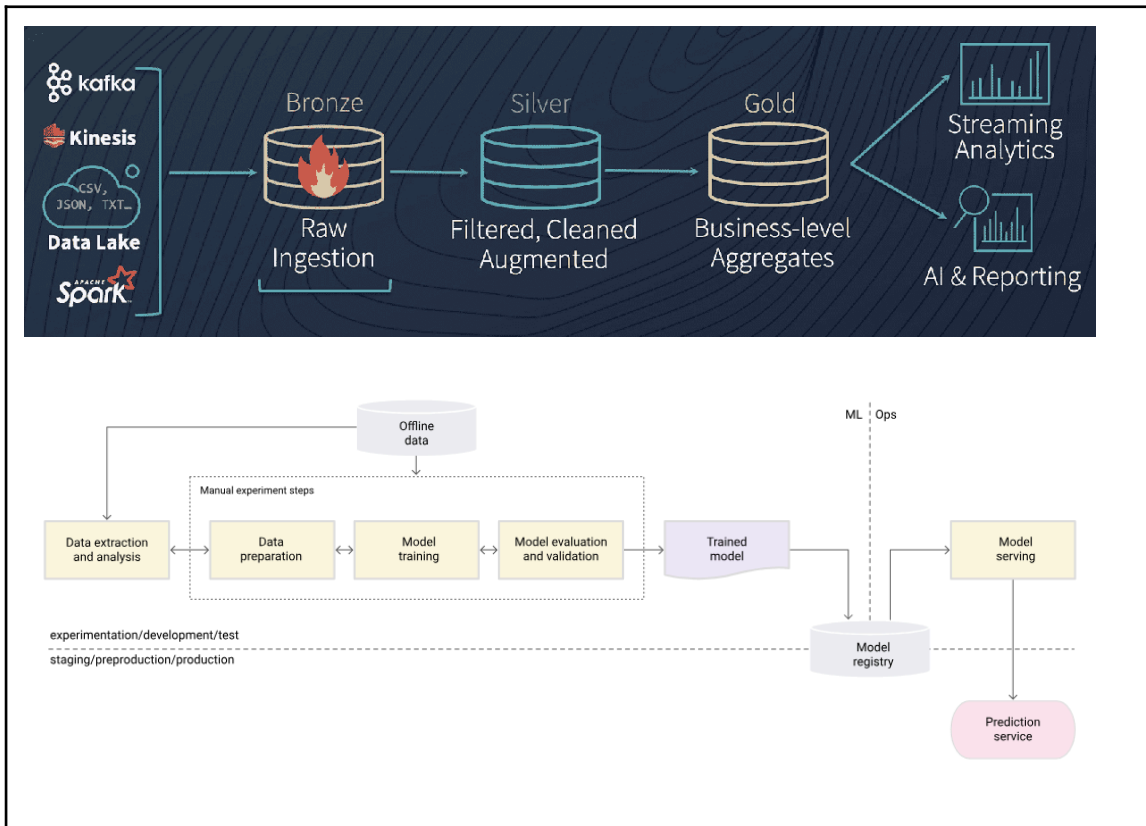 kafka
Kinesis
CSV,
JSON, TXT...
Data Lake
APACHE
Spark
Bronze
Raw
Ingestion
Silver
Filtered, Cleaned
Augmented
Gold
Business-level
Aggregates
Streaming
Analytics
AI & Reporting
Offline
data
ML
Ops
Manual experiment steps
Data extraction
and analysis
Data
preparation
Model
training
Model evaluation
and validation
Trained
model
Model
serving
experimentation/development/test
staging/preproduction/production
Model
registry
Prediction
service